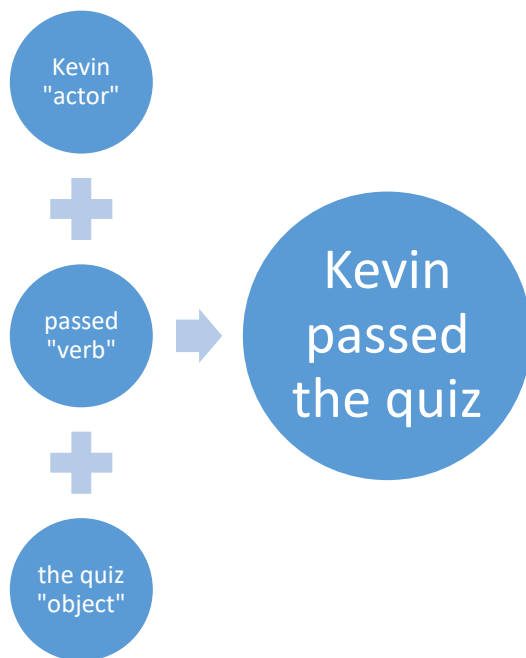 Kevin
"actor"
passed
"verb"
the quiz
"object"
Kevin
passed
the quiz